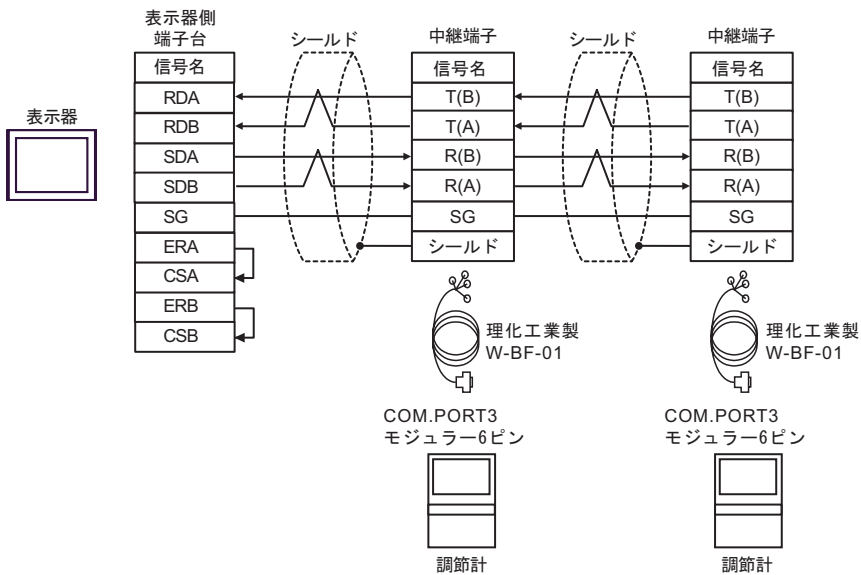 表示器
表示器側
端子台
信号名
RDA
RDB
SDA
SDB
SG
ERA
CSA
ERB
CSB
シールド
中継端子
信号名
T(B)
T(A)
R(B)
R(A)
SG
シールド
シールド
中継端子
信号名
T(B)
T(A)
R(B)
R(A)
SG
シールド
理化工業製
W-BF-01
COM.PORT3
モジュラー6ピン
調節計
理化工業製
W-BF-01
COM.PORT3
モジュラー6ピン
調節計